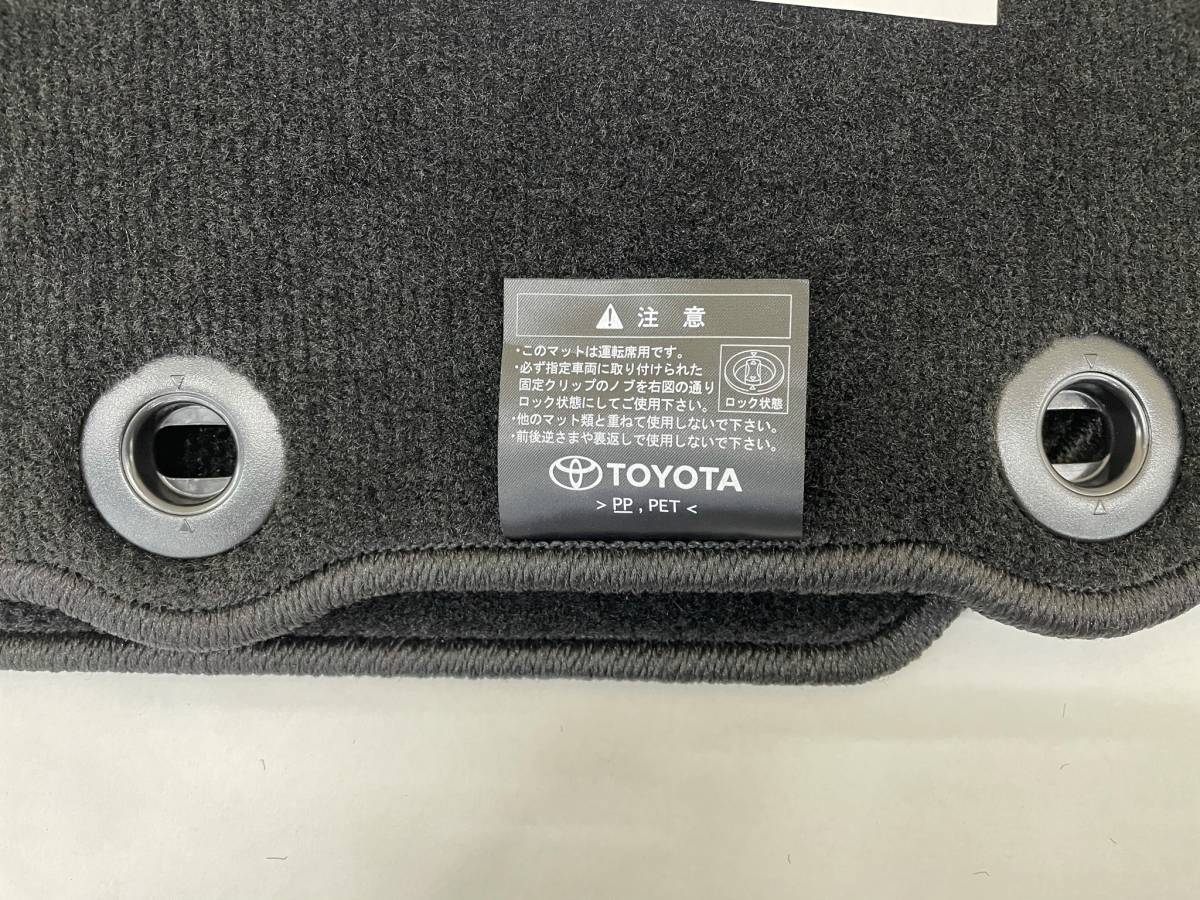 注 意
・このマットは運転席用です。
・必ず指定車両に取り付けられた
固定クリップのノブを右図の通り
ロック状態にしてご使用下さい。
ロック状態
・他のマット類と重ねて使用しないで下さい。
・前後逆さまや裏返しで使用しないで下さい。
TOYOTA
> PP , PET <